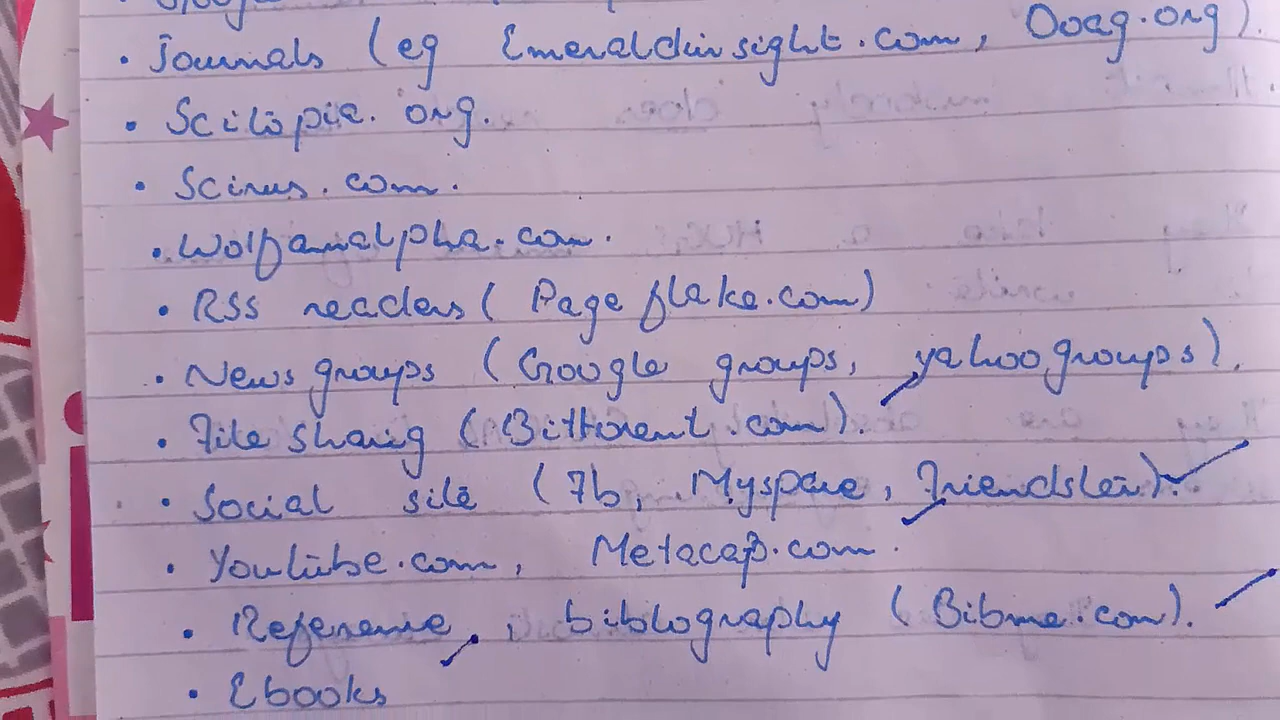 • Journals (eg Emeraldinsight.com, Doag.org).
• Scitopia.org.
• Scirus.com.
• Wolframalpha.com.
• RSS readers (Pageflake.com)
• News groups (Google groups, yahoogroups).
• File sharing (Bittorent.com).
• Social site (Fb, Myspace, Friendster).
• Youtube.com, Metacafe.com.
• Reference, bibliography (Bibme.com).
• Ebooks